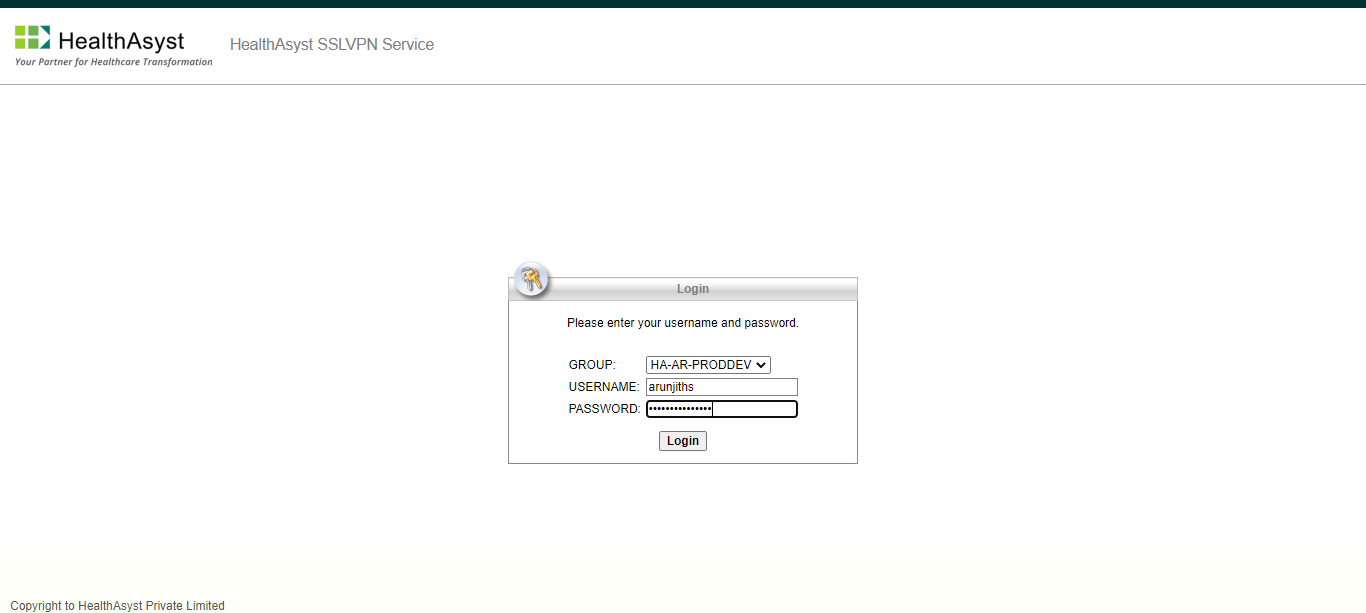 HealthAsyst
Your Partner for Healthcare Transformation
HealthAsyst SSLVPN Service
Login
Please enter your username and password.
GROUP: HA-AR-PRODDEV
USERNAME: arunjiths
PASSWORD: •••••••••••••••
Login
Copyright to HealthAsyst Private Limited